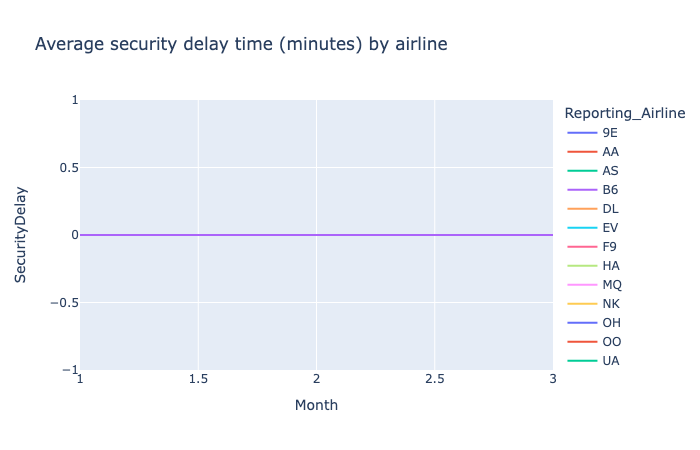 Average security delay time (minutes) by airline
1
0.5
0
−0.5
−1
SecurityDelay
1
1.5
2
2.5
3
Month
Reporting_Airline
9E
AA
AS
B6
DL
EV
F9
HA
MQ
NK
OH
OO
UA